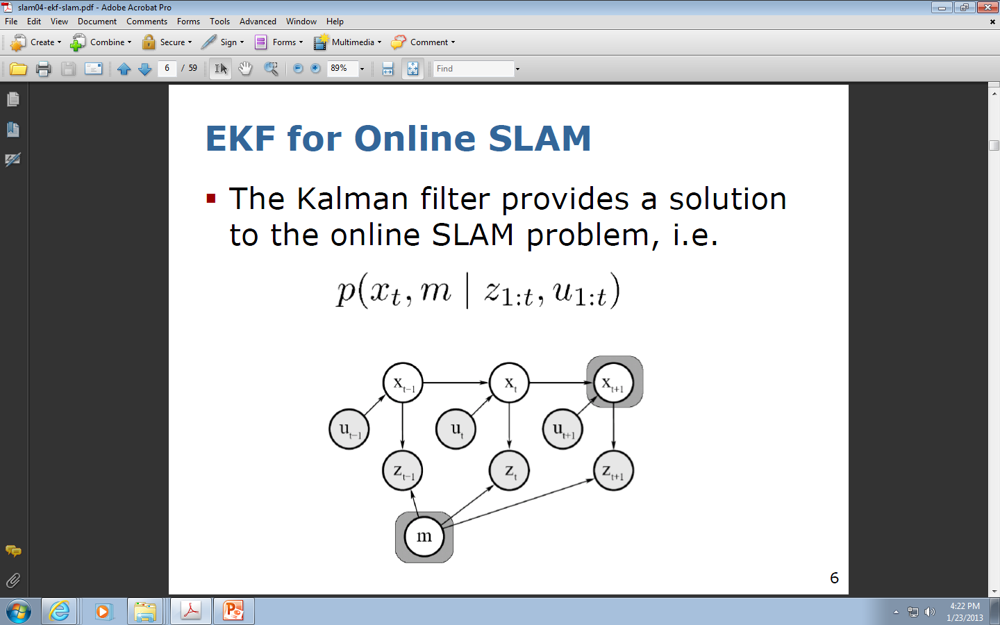 slam04-ekf-slam.pdf - Adobe Acrobat Pro
File Edit View Document Comments Forms Tools Advanced Window Help
Create Combine Secure Sign Forms Multimedia Comment
6 / 59 89% Find
EKF for Online SLAM
The Kalman filter provides a solution
to the online SLAM problem, i.e.
p(x_t, m | z_{1:t}, u_{1:t})
x_{t-1} x_t x_{t+1}
u_{t-1} u_t u_{t+1}
z_{t-1} z_t z_{t+1}
m
6
4:22 PM
1/23/2013